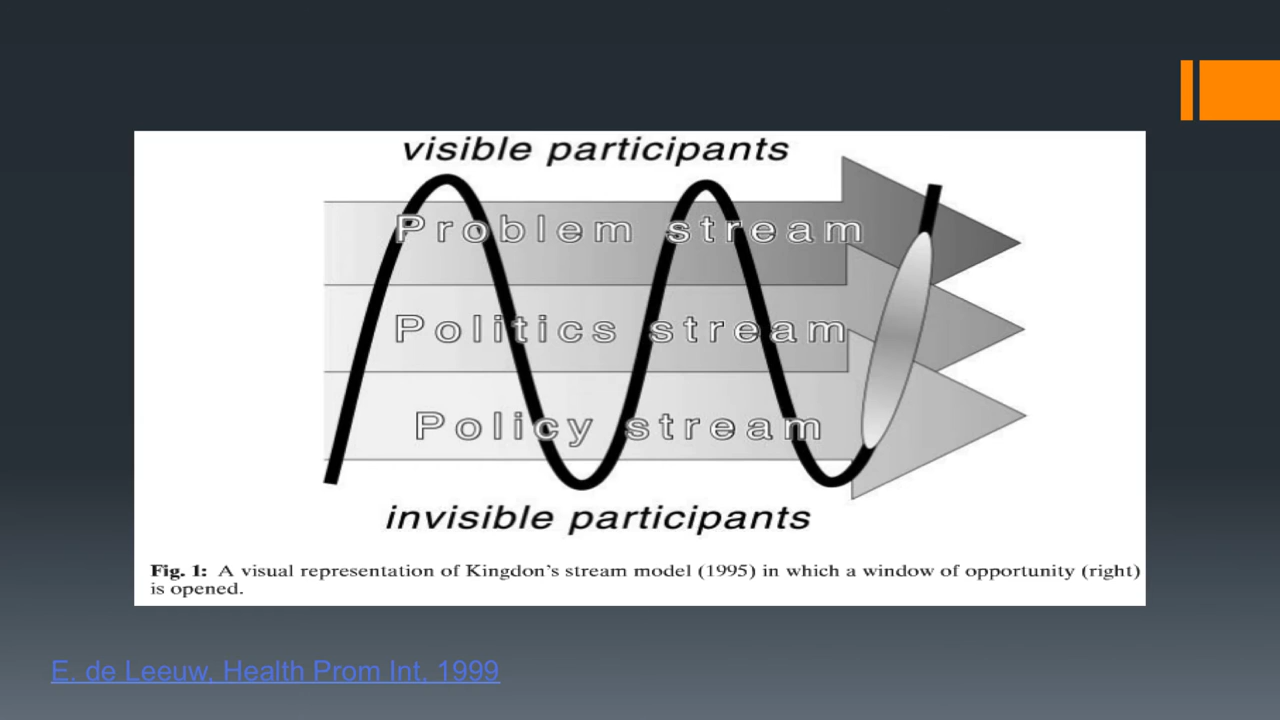 visible participants
Problem stream
Politics stream
Policy stream
invisible participants
Fig. 1: A visual representation of Kingdon's stream model (1995) in which a window of opportunity (right)
is opened.
E. de Leeuw, Health Prom Int, 1999